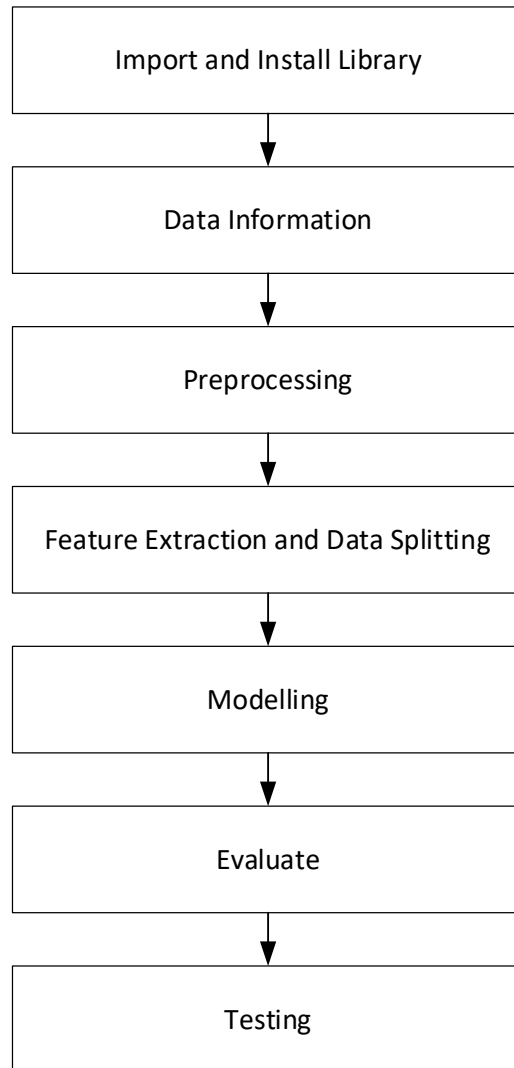 Import and Install Library
Data Information
Preprocessing
Feature Extraction and Data Splitting
Modelling
Evaluate
Testing